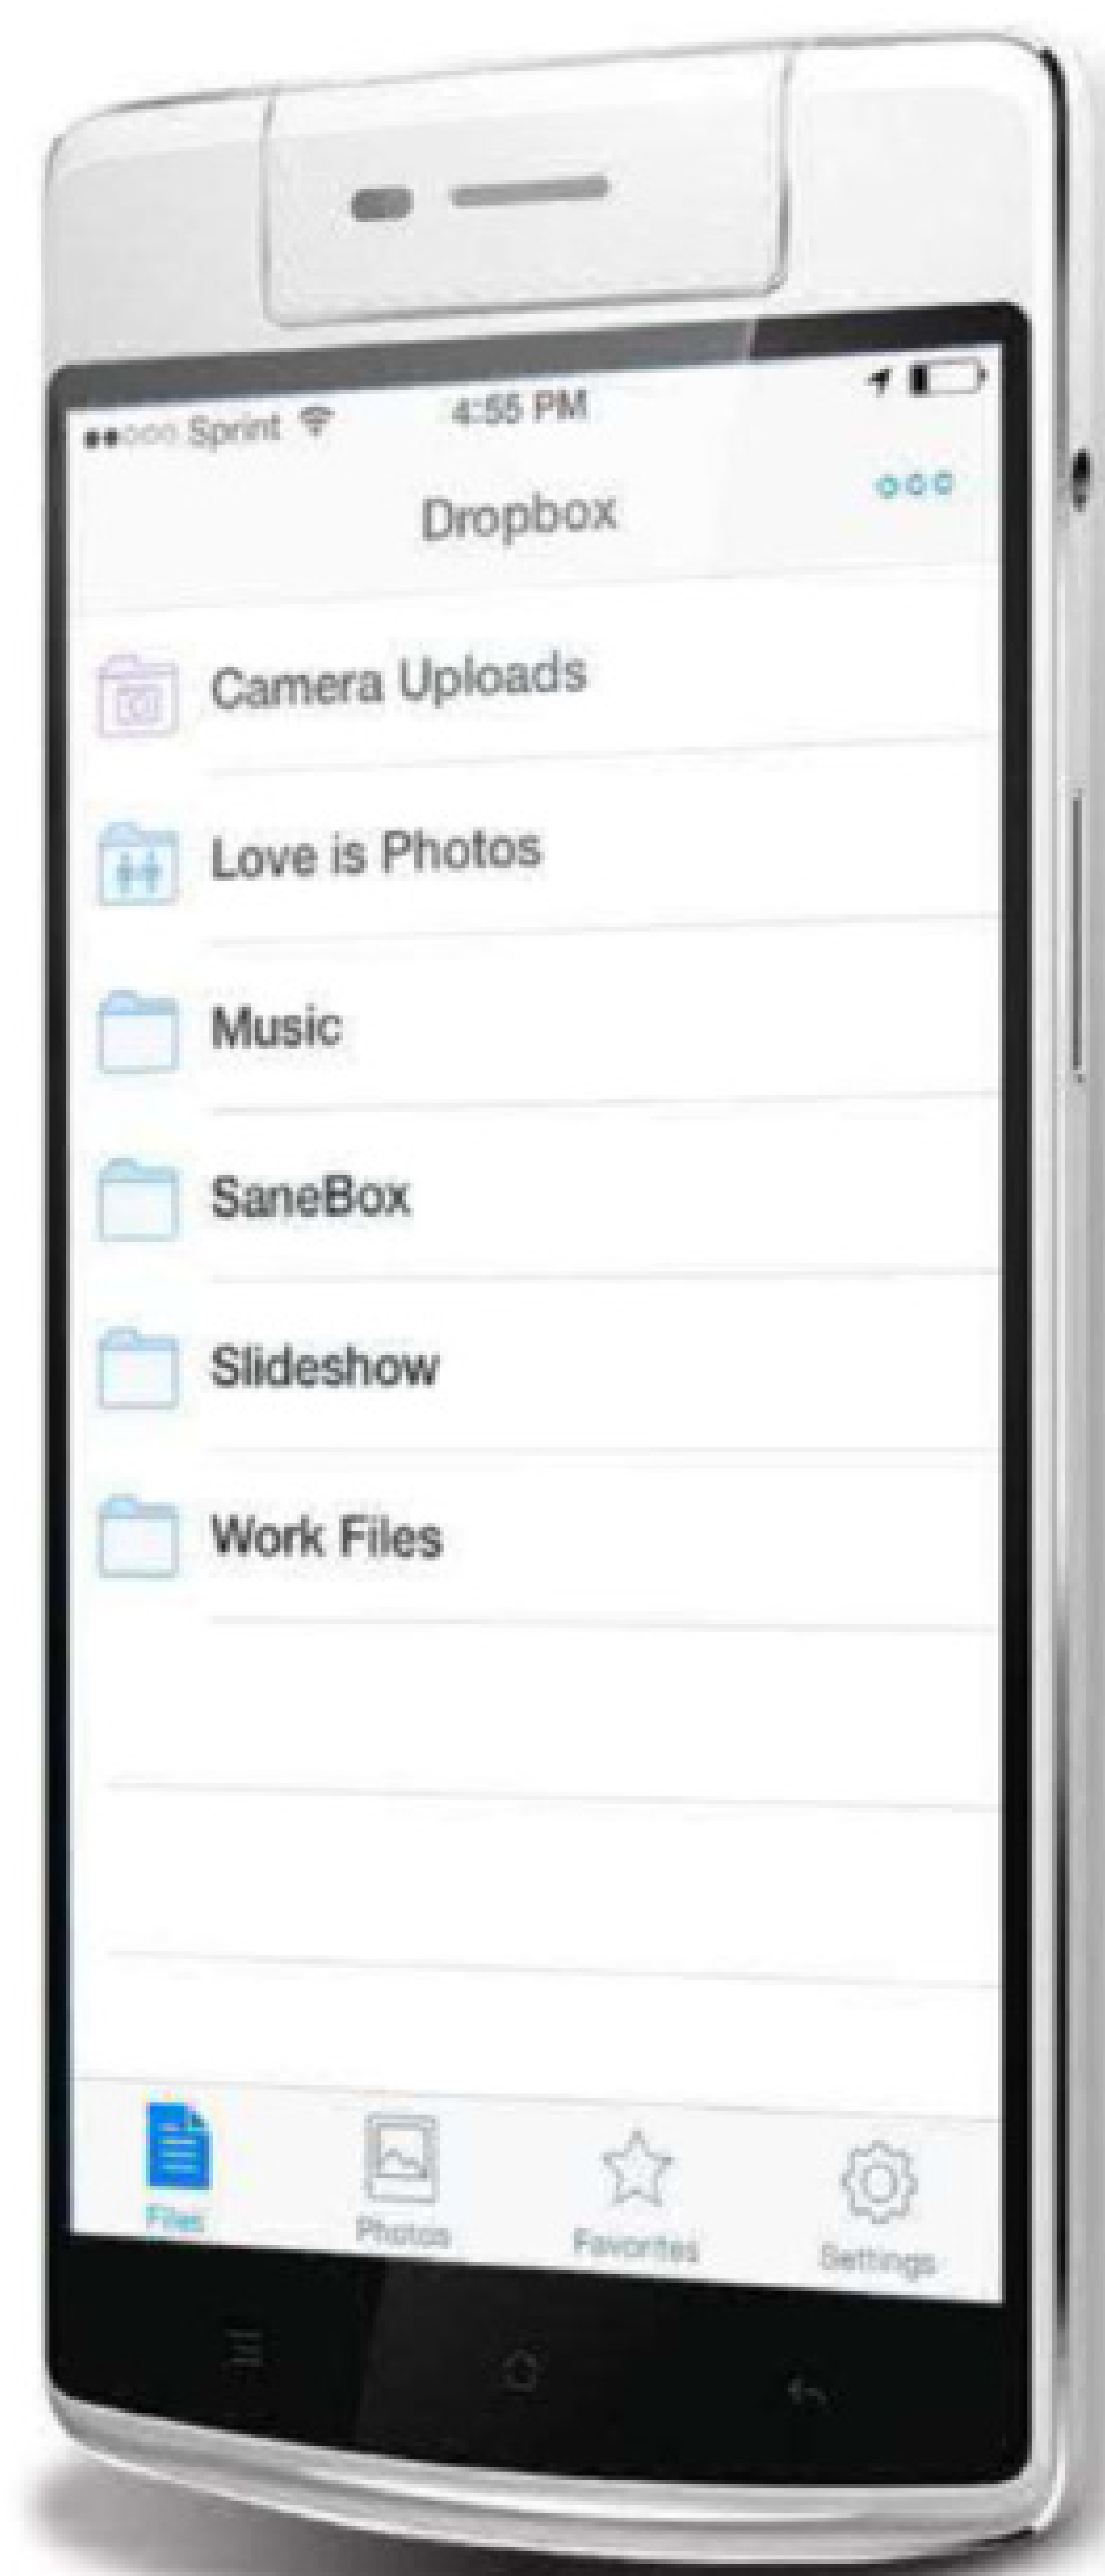 Sprint 4:55 PM
Dropbox
Camera Uploads
Love is Photos
Music
SaneBox
Slideshow
Work Files
Files Photos Favorites Settings